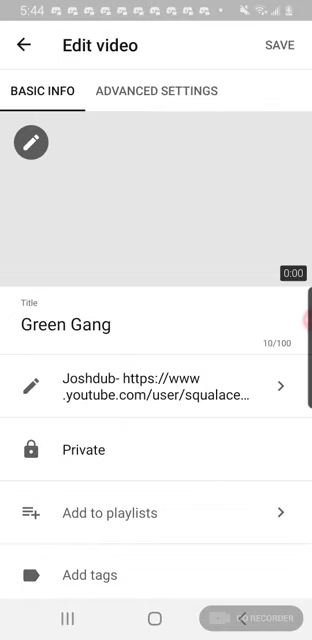 5:44
Edit video
SAVE
BASIC INFO
ADVANCED SETTINGS
0:00
Title
Green Gang
10/100
Joshdub- https://www
.youtube.com/user/squalace...
Private
Add to playlists
Add tags
RECORDER